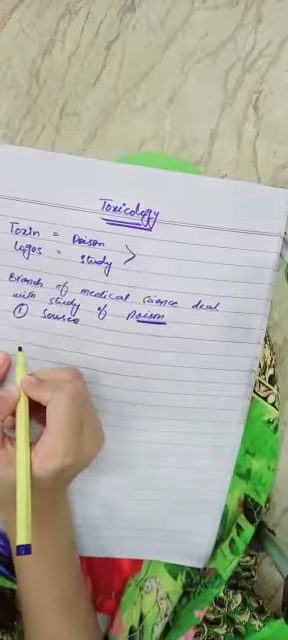 Toxicology
Toxin = Poison
Logos = study
Branch of medical science deal
with study of poison
① Source